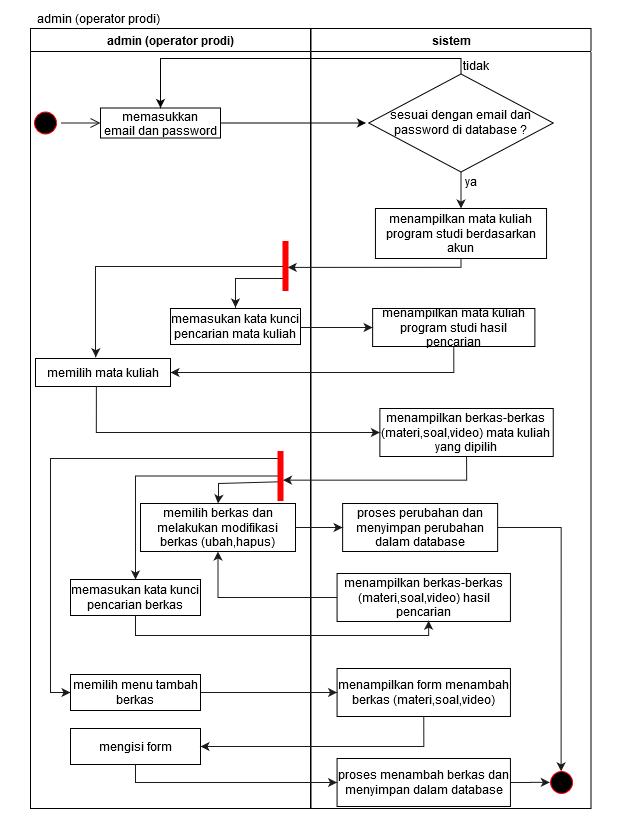 admin (operator prodi)
admin (operator prodi)
sistem
tidak
memasukkan
email dan password
sesuai dengan email dan
password di database ?
ya
menampilkan mata kuliah
program studi berdasarkan
akun
memasukan kata kunci
pencarian mata kuliah
menampilkan mata kuliah
program studi hasil
pencarian
memilih mata kuliah
menampilkan berkas-berkas
(materi,soal,video) mata kuliah
yang dipilih
memilih berkas dan
melakukan modifikasi
berkas (ubah,hapus)
proses perubahan dan
menyimpan perubahan
dalam database
memasukan kata kunci
pencarian berkas
menampilkan berkas-berkas
(materi,soal,video) hasil
pencarian
memilih menu tambah
berkas
menampilkan form menambah
berkas (materi,soal,video)
mengisi form
proses menambah berkas dan
menyimpan dalam database